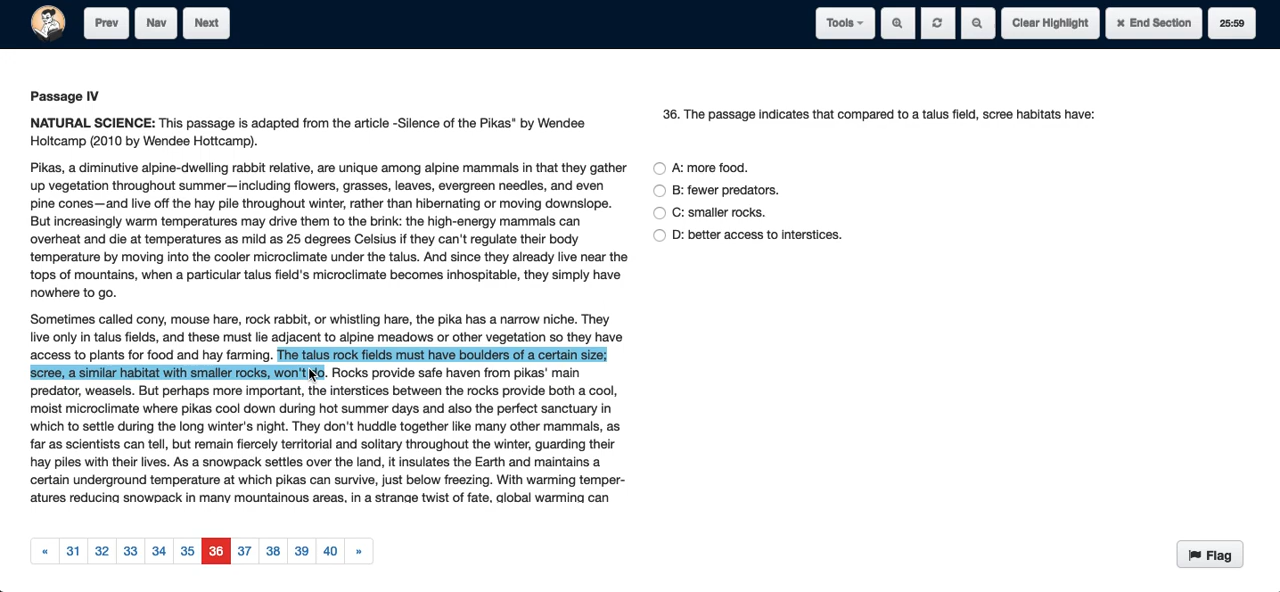 Prev Nav Next Tools Clear Highlight End Section 25:59
Passage IV
NATURAL SCIENCE: This passage is adapted from the article -Silence of the Pikas" by Wendee
Holtcamp (2010 by Wendee Hottcamp).
Pikas, a diminutive alpine-dwelling rabbit relative, are unique among alpine mammals in that they gather
up vegetation throughout summer—including flowers, grasses, leaves, evergreen needles, and even
pine cones—and live off the hay pile throughout winter, rather than hibernating or moving downslope.
But increasingly warm temperatures may drive them to the brink: the high-energy mammals can
overheat and die at temperatures as mild as 25 degrees Celsius if they can't regulate their body
temperature by moving into the cooler microclimate under the talus. And since they already live near the
tops of mountains, when a particular talus field's microclimate becomes inhospitable, they simply have
nowhere to go.
Sometimes called cony, mouse hare, rock rabbit, or whistling hare, the pika has a narrow niche. They
live only in talus fields, and these must lie adjacent to alpine meadows or other vegetation so they have
access to plants for food and hay farming. The talus rock fields must have boulders of a certain size;
scree, a similar habitat with smaller rocks, won't do. Rocks provide safe haven from pikas' main
predator, weasels. But perhaps more important, the interstices between the rocks provide both a cool,
moist microclimate where pikas cool down during hot summer days and also the perfect sanctuary in
which to settle during the long winter's night. They don't huddle together like many other mammals, as
far as scientists can tell, but remain fiercely territorial and solitary throughout the winter, guarding their
hay piles with their lives. As a snowpack settles over the land, it insulates the Earth and maintains a
certain underground temperature at which pikas can survive, just below freezing. With warming temper-
atures reducing snowpack in many mountainous areas, in a strange twist of fate, global warming can
36. The passage indicates that compared to a talus field, scree habitats have:
A: more food.
B: fewer predators.
C: smaller rocks.
D: better access to interstices.
« 31 32 33 34 35 36 37 38 39 40 »
Flag